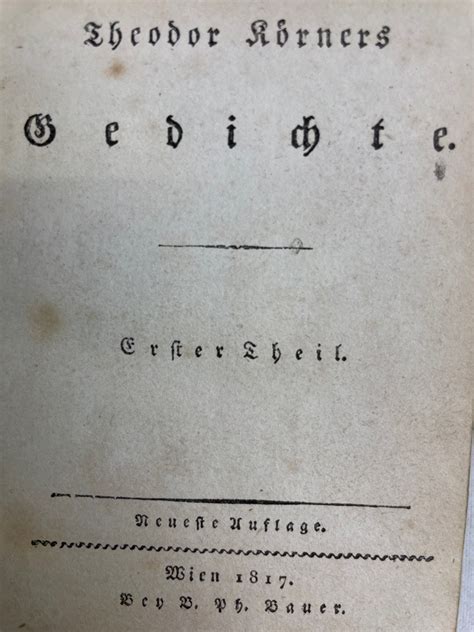 Theodor Körners
Gedichte.
Erſter Theil.
Neueſte Auflage.
Wien 1817.
Bey B. Ph. Bauer.